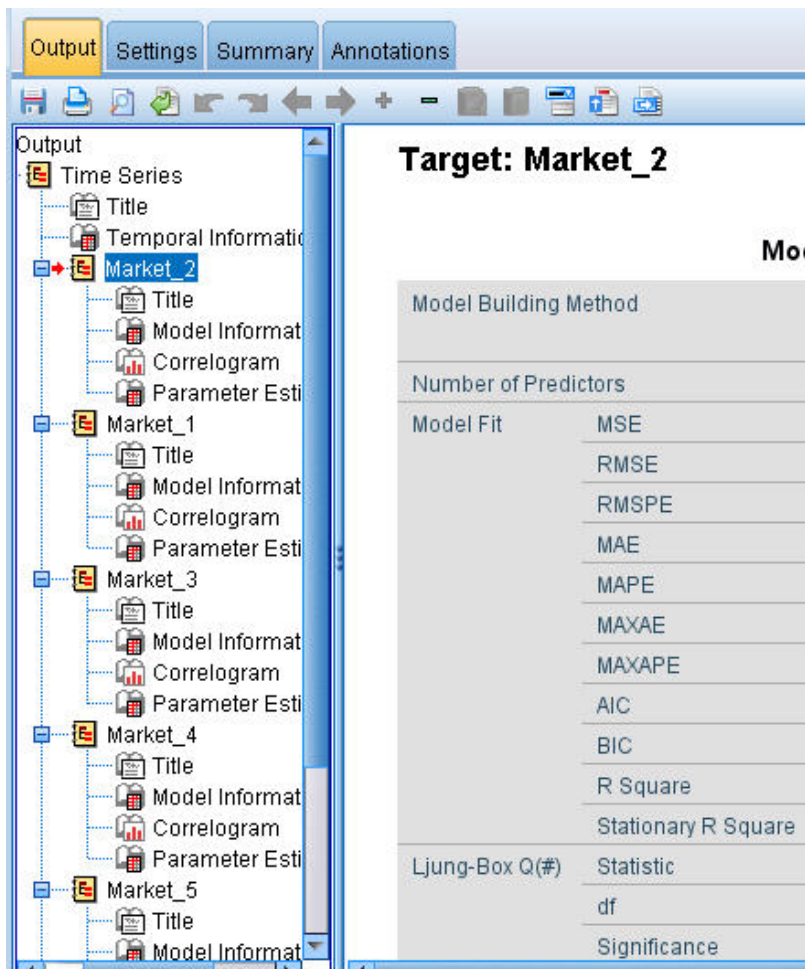 Output Settings Summary Annotations
Output
Time Series
Title
Temporal Informatic
Market_2
Title
Model Informat
Correlogram
Parameter Esti
Market_1
Title
Model Informat
Correlogram
Parameter Esti
Market_3
Title
Model Informat
Correlogram
Parameter Esti
Market_4
Title
Model Informat
Correlogram
Parameter Esti
Market_5
Title
Model Informat
Target: Market_2
Mod
Model Building Method
Number of Predictors
Model Fit MSE
RMSE
RMSPE
MAE
MAPE
MAXAE
MAXAPE
AIC
BIC
R Square
Stationary R Square
Ljung-Box Q(#) Statistic
df
Significance